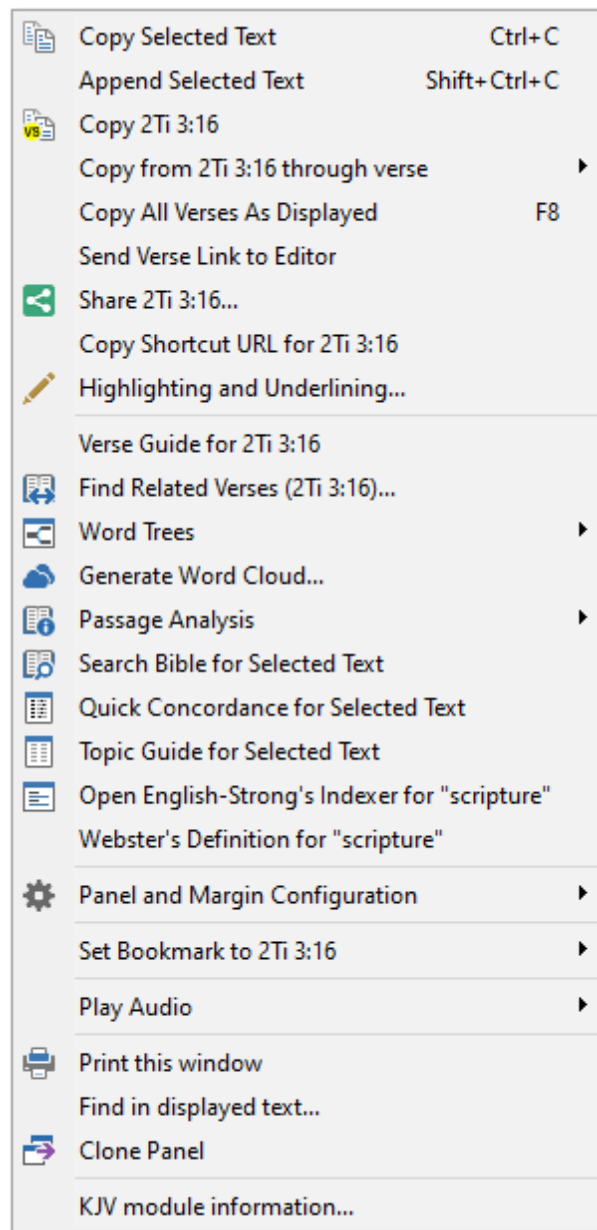 Copy Selected Text Ctrl+C
Append Selected Text Shift+Ctrl+C
VS Copy 2Ti 3:16
Copy from 2Ti 3:16 through verse
Copy All Verses As Displayed F8
Send Verse Link to Editor
Share 2Ti 3:16...
Copy Shortcut URL for 2Ti 3:16
Highlighting and Underlining...
Verse Guide for 2Ti 3:16
Find Related Verses (2Ti 3:16)...
Word Trees
Generate Word Cloud...
Passage Analysis
Search Bible for Selected Text
Quick Concordance for Selected Text
Topic Guide for Selected Text
Open English-Strong's Indexer for "scripture"
Webster's Definition for "scripture"
Panel and Margin Configuration
Set Bookmark to 2Ti 3:16
Play Audio
Print this window
Find in displayed text...
Clone Panel
KJV module information...